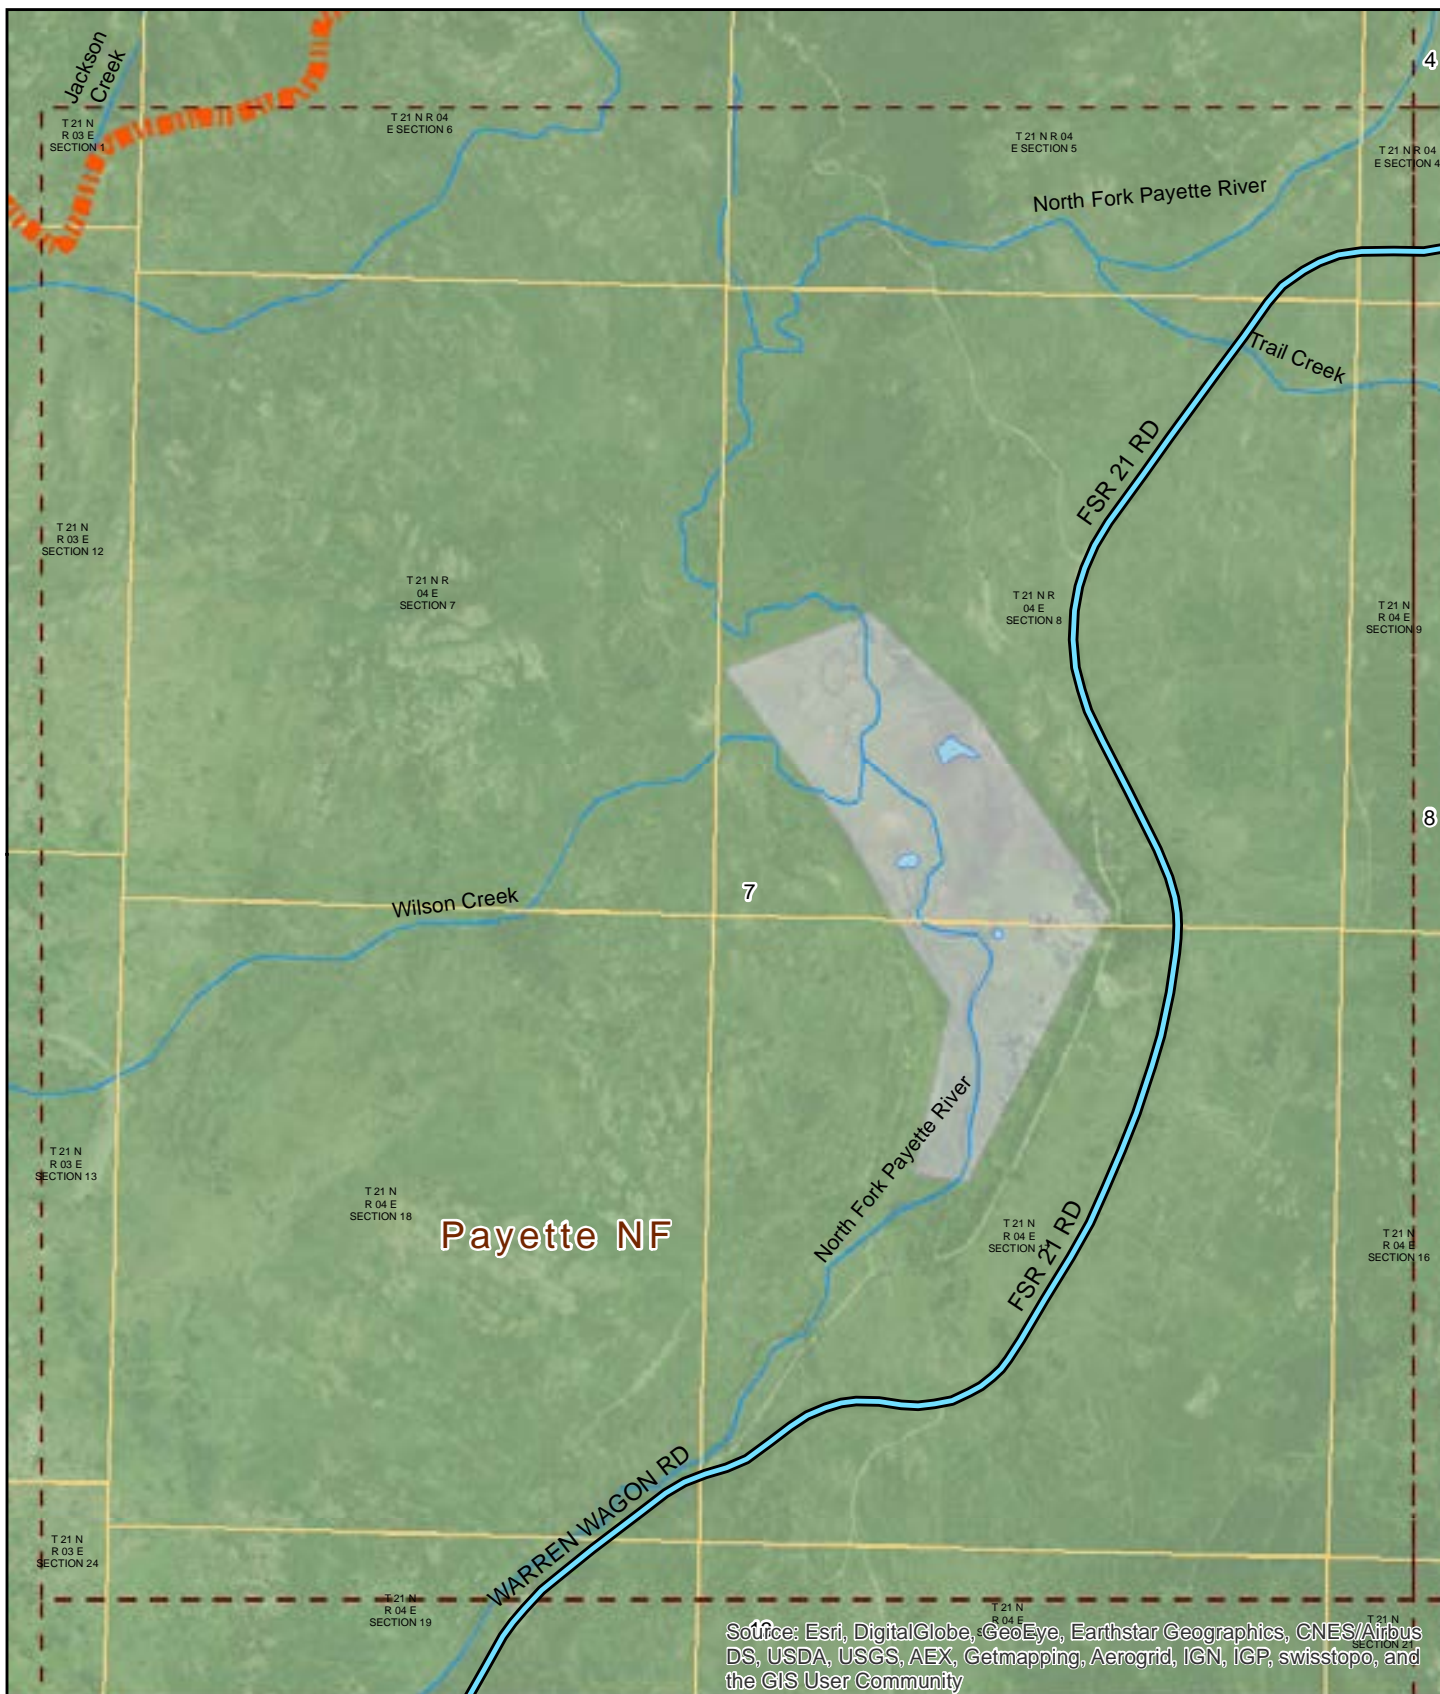 Jackson
Creek
4
T 21 N
R 03 E
SECTION 1
T 21 N R 04
E SECTION 6
T 21 N R 04
E SECTION 5
T 21 N R 04
E SECTION 4
North Fork Payette River
Trail Creek
FSR 21 RD
T 21 N
R 03 E
SECTION 12
T 21 N R
04 E
SECTION 7
T 21 N R
04 E
SECTION 8
T 21 N
R 04 E
SECTION 9
8
7
Wilson Creek
North Fork Payette River
T 21 N
R 03 E
SECTION 13
T 21 N
R 04 E
SECTION 18
Payette NF
T 21 N
R 04 E
SECTION
FSR 21 RD
T 21 N
R 04 E
SECTION 16
WARREN WAGON RD
T 21 N
R 03 E
SECTION 24
T 21 N
R 04 E
SECTION 19
T 21 N
R 04 E
T 21 N
SECTION 21
Source: Esri, DigitalGlobe, GeoEye, Earthstar Geographics, CNES/Airbus
DS, USDA, USGS, AEX, Getmapping, Aerogrid, IGN, IGP, swisstopo, and
the GIS User Community